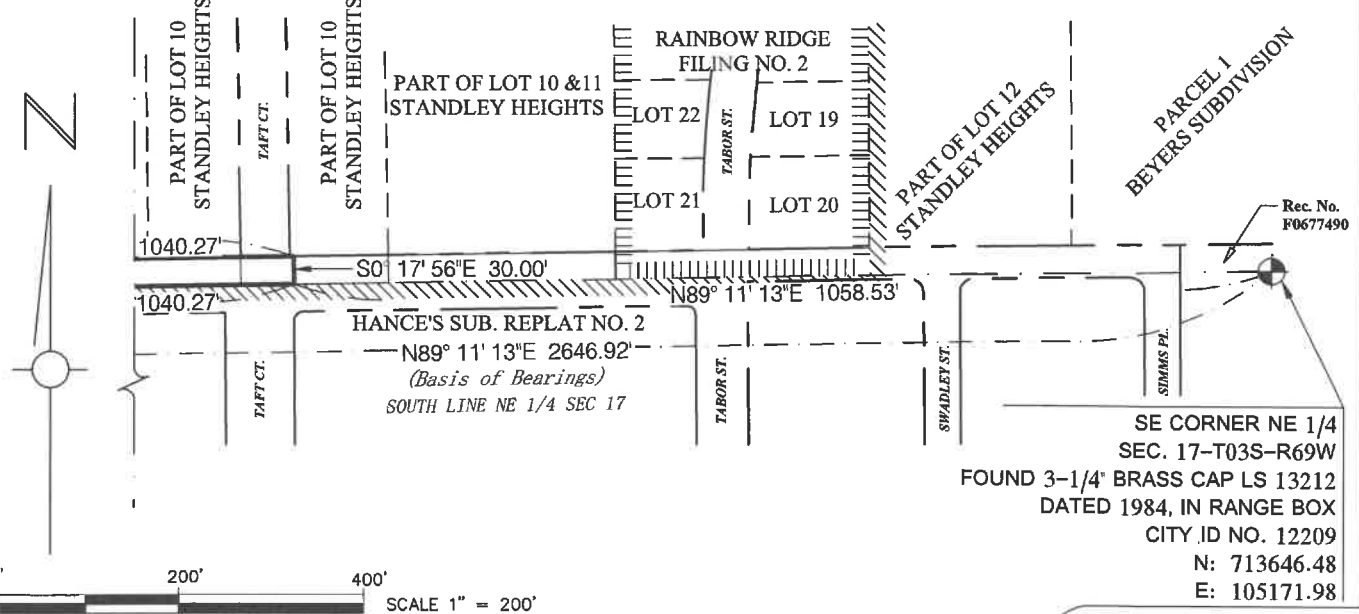 N
PART OF LOT 10
STANDLEY HEIGHTS
TAFT CT.
PART OF LOT 10
STANDLEY HEIGHTS
PART OF LOT 10 &11
STANDLEY HEIGHTS
RAINBOW RIDGE
FILING NO. 2
LOT 22
TABOR ST.
LOT 19
LOT 21
LOT 20
PART OF LOT 12
STANDLEY HEIGHTS
PARCEL 1
BEYERS SUBDIVISION
Rec. No.
F0677490
1040.27'
S0° 17' 56"E 30.00'
1040.27'
N89° 11' 13"E 1058.53'
HANCE'S SUB. REPLAT NO. 2
N89° 11' 13"E 2646.92'
(Basis of Bearings)
SOUTH LINE NE 1/4 SEC 17
TAFT CT.
TABOR ST.
SWADLEY ST.
SIMMS PL.
SE CORNER NE 1/4
SEC. 17-T03S-R69W
FOUND 3-1/4" BRASS CAP LS 13212
DATED 1984, IN RANGE BOX
CITY ID NO. 12209
N: 713646.48
E: 105171.98
200'
400'
SCALE 1" = 200'